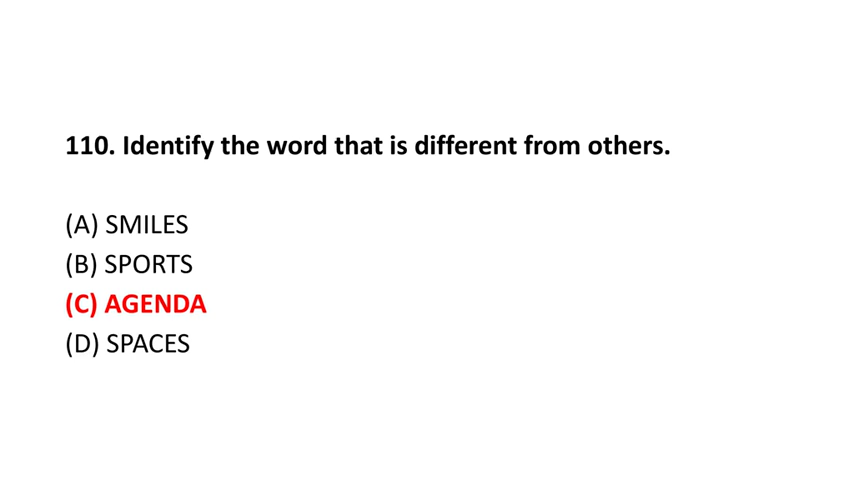 110. Identify the word that is different from others.
(A) SMILES
(B) SPORTS
(C) AGENDA
(D) SPACES